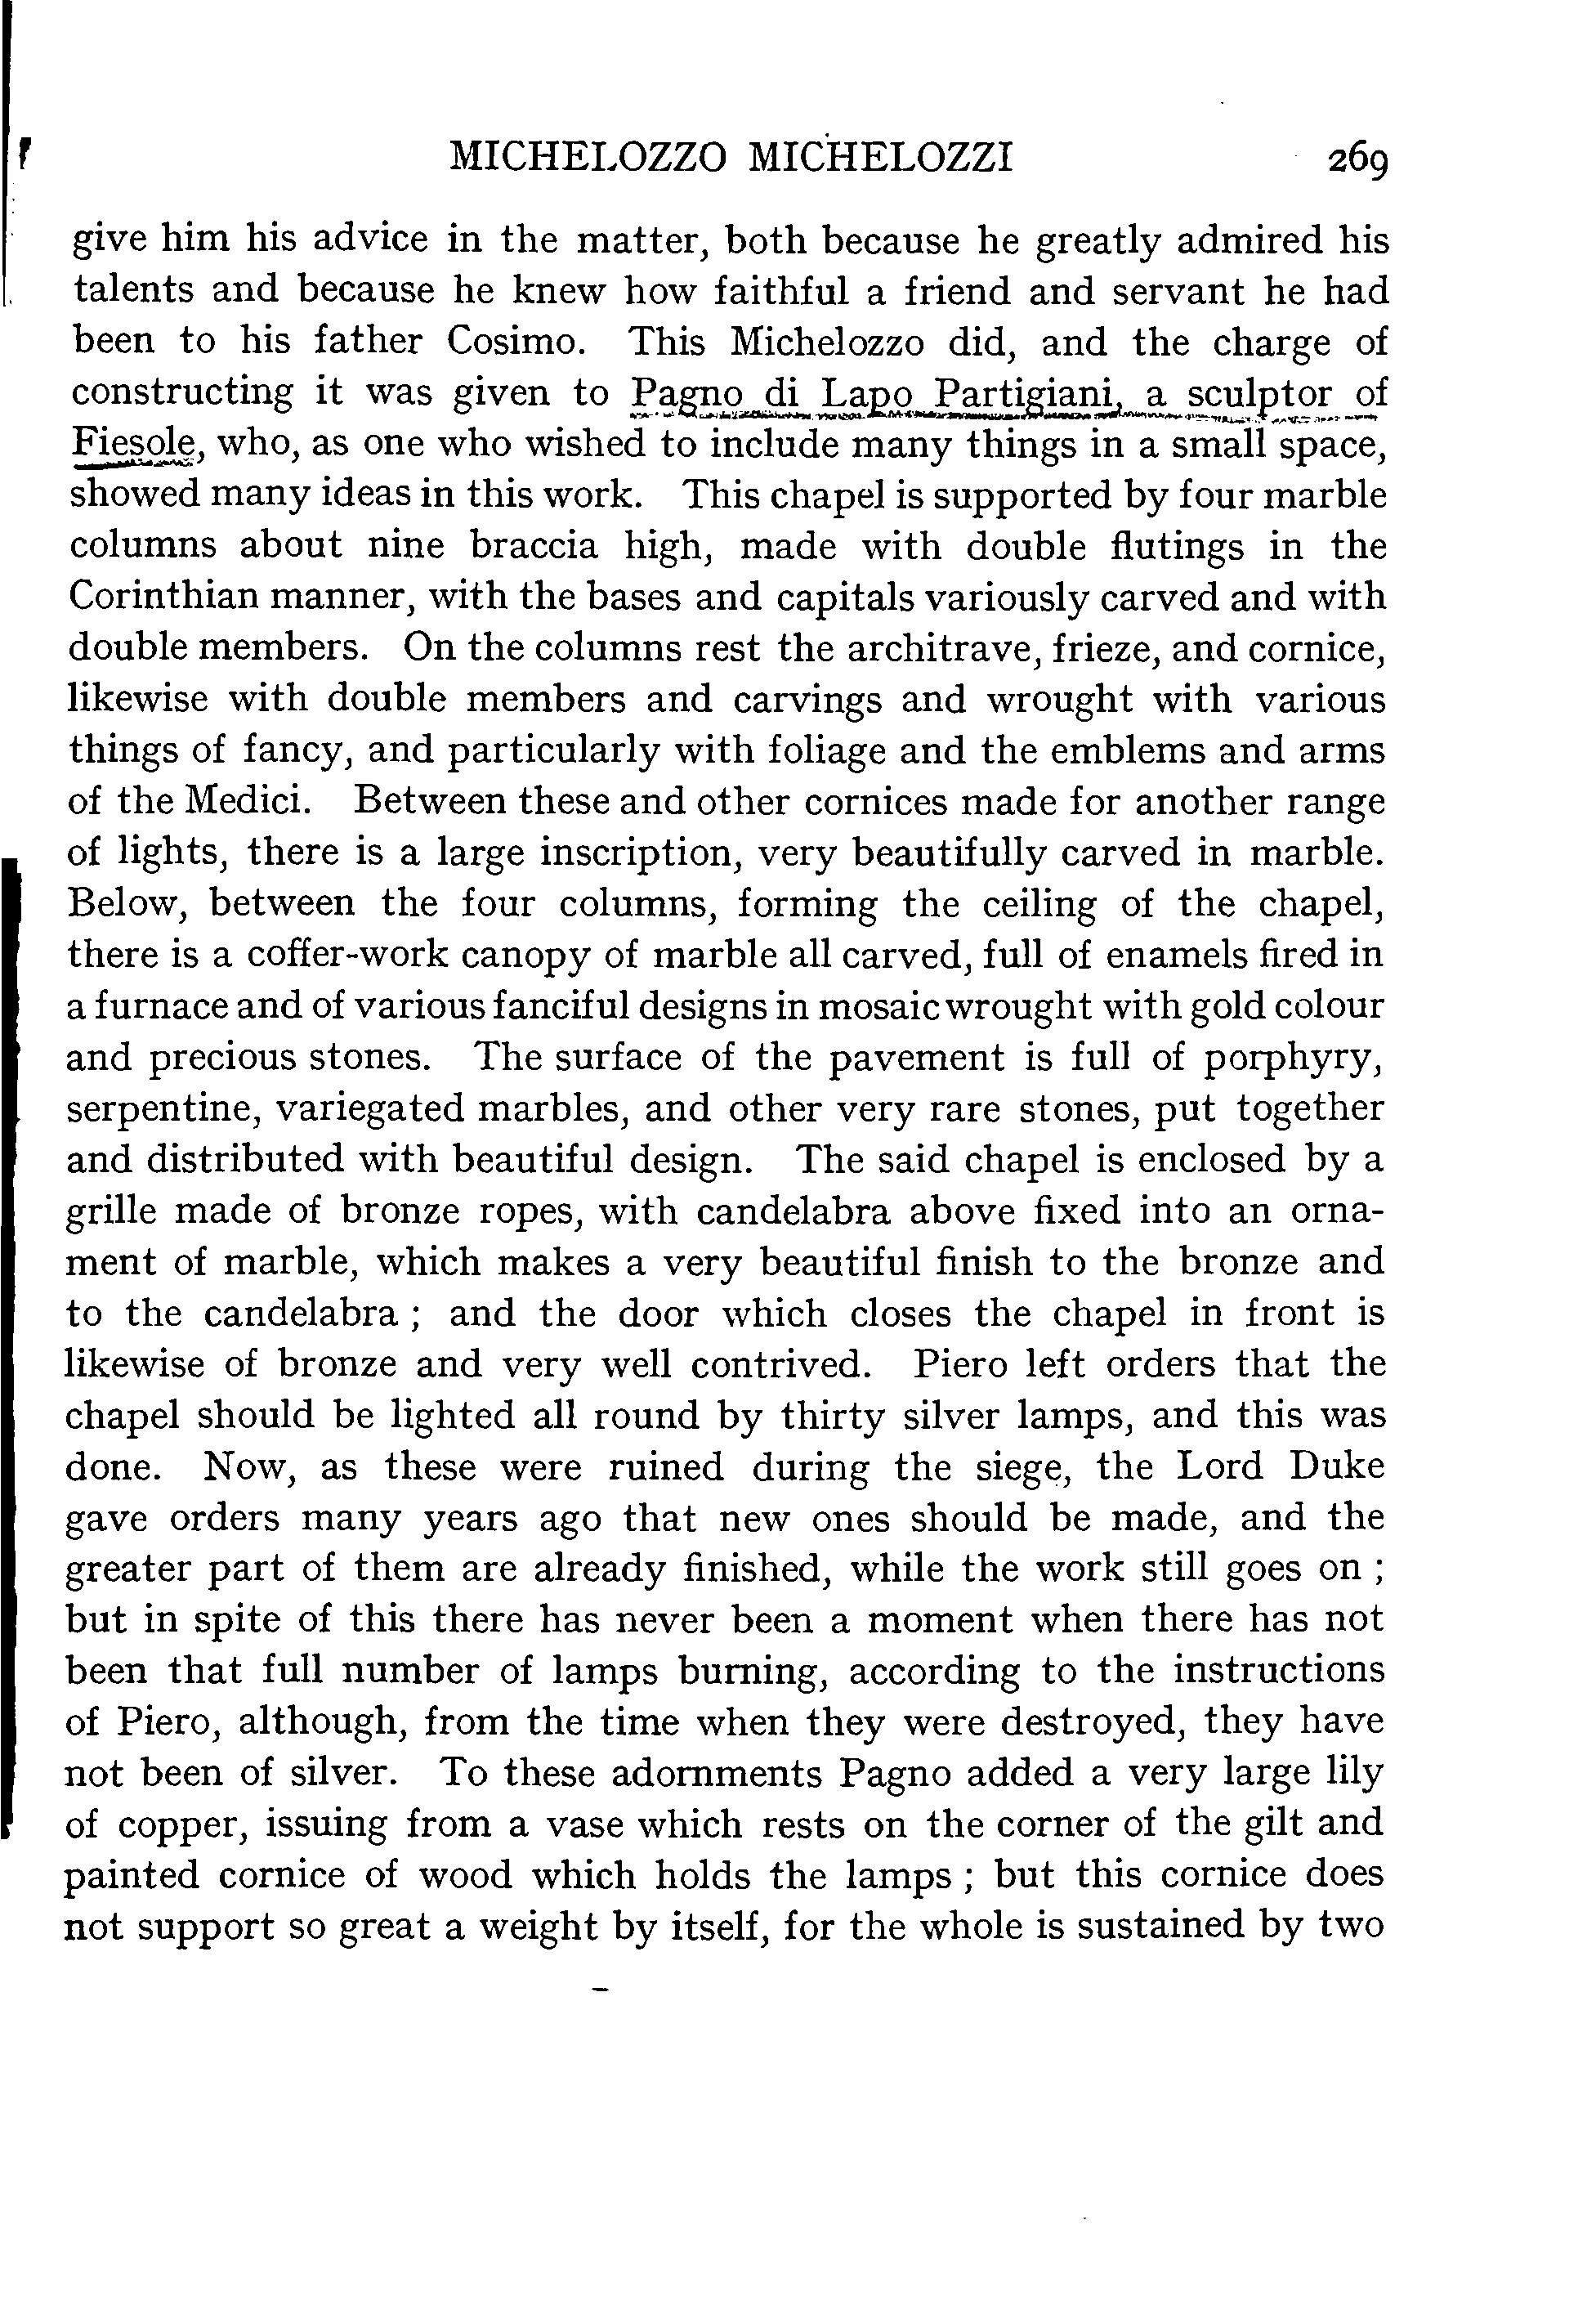 MICHELOZZO MICHELOZZI 269
give him his advice in the matter, both because he greatly admired his
talents and because he knew how faithful a friend and servant he had
been to his father Cosimo. This Michelozzo did, and the charge of
constructing it was given to Pagno di Lapo Partigiani, a sculptor of
Fiesole, who, as one who wished to include many things in a small space,
showed many ideas in this work. This chapel is supported by four marble
columns about nine braccia high, made with double flutings in the
Corinthian manner, with the bases and capitals variously carved and with
double members. On the columns rest the architrave, frieze, and cornice,
likewise with double members and carvings and wrought with various
things of fancy, and particularly with foliage and the emblems and arms
of the Medici. Between these and other cornices made for another range
of lights, there is a large inscription, very beautifully carved in marble.
Below, between the four columns, forming the ceiling of the chapel,
there is a coffer-work canopy of marble all carved, full of enamels fired in
a furnace and of various fanciful designs in mosaic wrought with gold colour
and precious stones. The surface of the pavement is full of porphyry,
serpentine, variegated marbles, and other very rare stones, put together
and distributed with beautiful design. The said chapel is enclosed by a
grille made of bronze ropes, with candelabra above fixed into an orna-
ment of marble, which makes a very beautiful finish to the bronze and
to the candelabra ; and the door which closes the chapel in front is
likewise of bronze and very well contrived. Piero left orders that the
chapel should be lighted all round by thirty silver lamps, and this was
done. Now, as these were ruined during the siege, the Lord Duke
gave orders many years ago that new ones should be made, and the
greater part of them are already finished, while the work still goes on ;
but in spite of this there has never been a moment when there has not
been that full number of lamps burning, according to the instructions
of Piero, although, from the time when they were destroyed, they have
not been of silver. To these adornments Pagno added a very large lily
of copper, issuing from a vase which rests on the corner of the gilt and
painted cornice of wood which holds the lamps ; but this cornice does
not support so great a weight by itself, for the whole is sustained by two